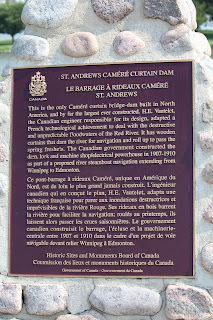 CANADA
ST. ANDREWS CAMÉRÉ CURTAIN DAM
LE BARRAGE À RIDEAUX CAMÉRÉ
ST. ANDREWS
This is the only Caméré curtain bridge-dam built in North
America, and by far the largest ever constructed. H.E. Vautelet,
the Canadian engineer responsible for its design, adapted a
French technological achievement to deal with the destructive
and unpredictable floodwaters of the Red River. It has wooden
curtains that dam the river for navigation and roll up to pass the
spring freshets. The Canadian government constructed the
dam, lock and machine shop/electrical powerhouse in 1907-1910
as part of a proposed river steamboat navigation extending from
Winnipeg to Edmonton.
Ce pont-barrage à rideaux Caméré, unique en Amérique du
Nord, est de loin le plus grand jamais construit. L'ingénieur
canadien qui en conçut le plan, H.E. Vautelet, adapta une
technique française pour parer aux inondations destructrices et
imprévisibles de la rivière Rouge. Ses rideaux en bois barrent
la rivière pour faciliter la navigation; roulés au printemps, ils
laissent alors passer les crues saisonnières. Le gouvernement
canadien construisit le barrage, l'écluse et la machinerie-
centrale entre 1907 et 1910 dans le cadre d'un projet de voie
navigable devant relier Winnipeg à Edmonton.
Historic Sites and Monuments Board of Canada
Commission des lieux et monuments historiques du Canada
Government of Canada - Gouvernement du Canada